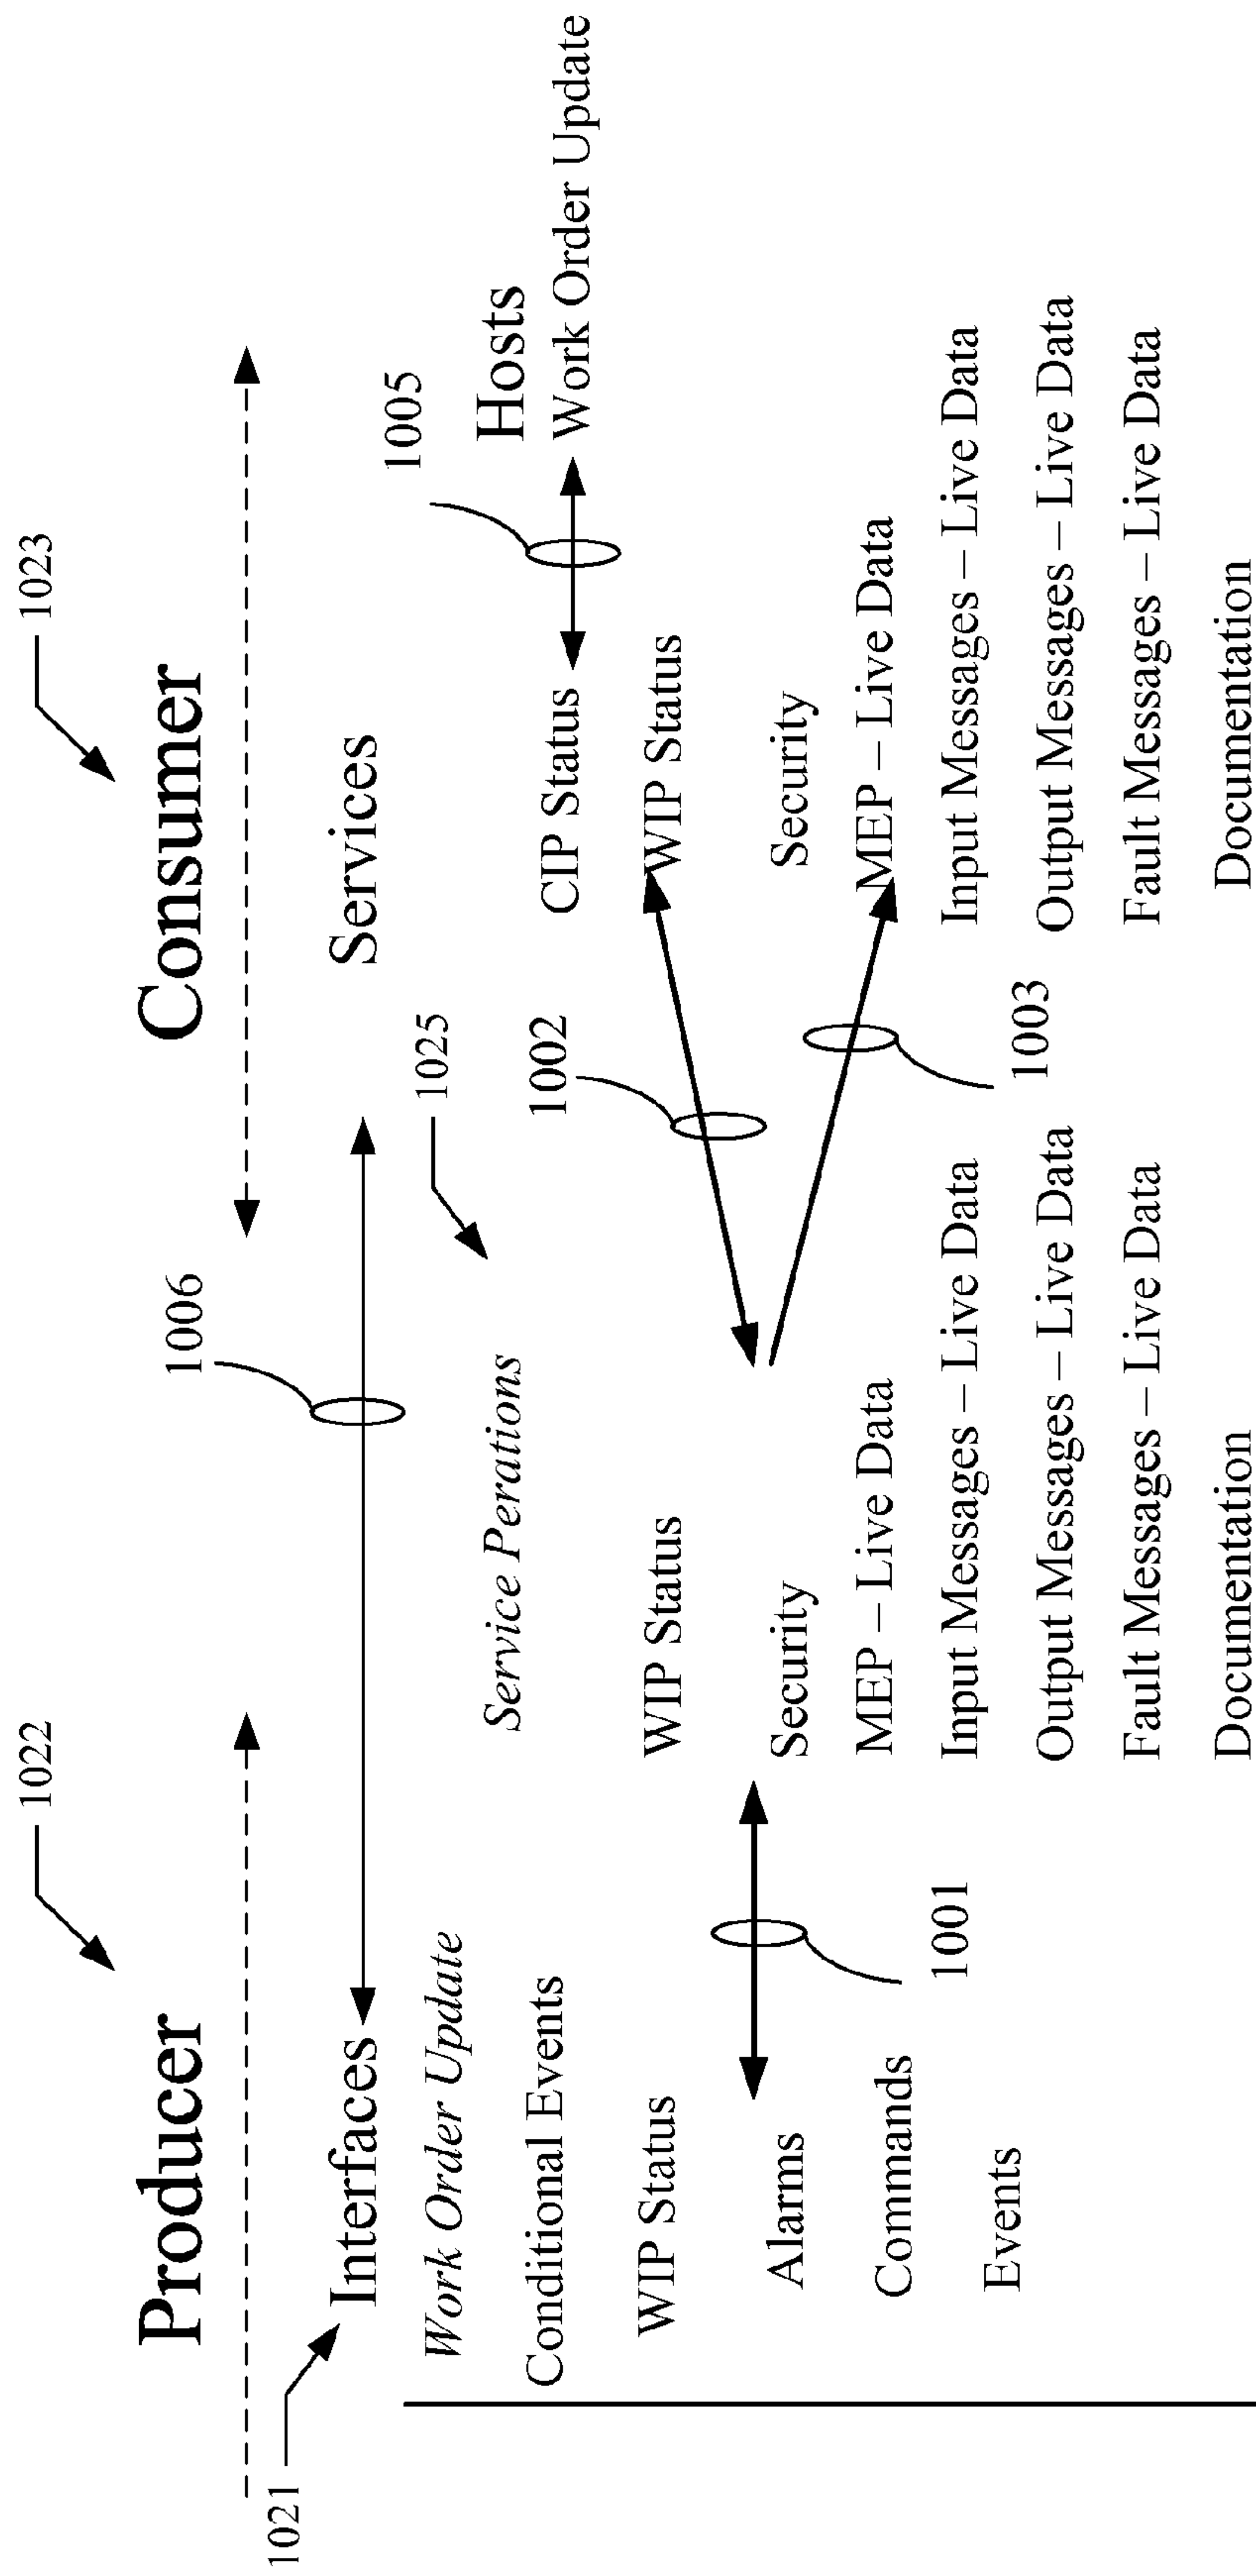 1022
1023
Producer
Consumer
1006
1021
Interfaces
Services
Work Order Update
1025
1005
Service Perations
Hosts
Conditional Events
1002
CIP Status
Work Order Update
WIP Status
WIP Status
WIP Status
Alarms
Security
Security
Commands
MEP – Live Data
MEP – Live Data
1001
Input Messages – Live Data
Input Messages – Live Data
Events
1003
Output Messages – Live Data
Output Messages – Live Data
Fault Messages – Live Data
Fault Messages – Live Data
Documentation
Documentation